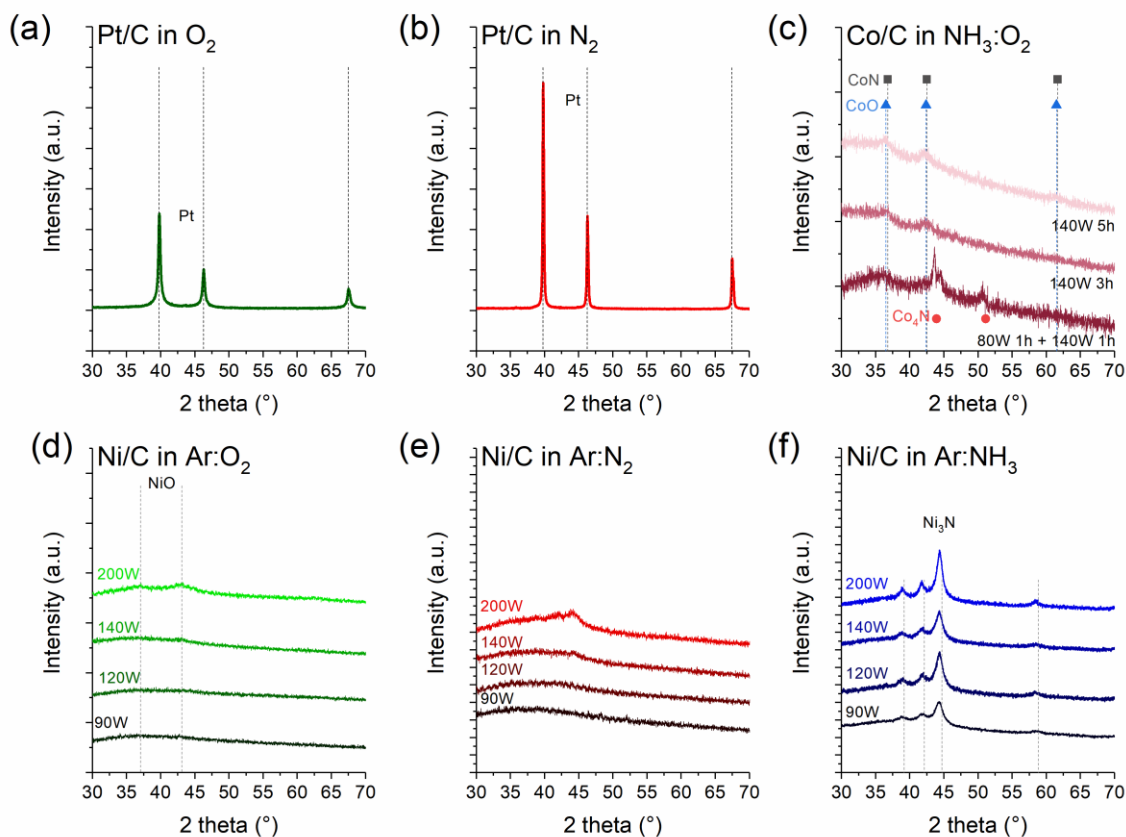 (a)
Pt/C in O₂
Pt
Intensity (a.u.)
30 35 40 45 50 55 60 65 70
2 theta (°)
(b)
Pt/C in N₂
Pt
Intensity (a.u.)
30 35 40 45 50 55 60 65 70
2 theta (°)
(c)
Co/C in NH₃:O₂
CoN
CoO
140W 5h
140W 3h
Co₄N
80W 1h + 140W 1h
Intensity (a.u.)
30 35 40 45 50 55 60 65 70
2 theta (°)
(d)
Ni/C in Ar:O₂
NiO
200W
140W
120W
90W
Intensity (a.u.)
30 35 40 45 50 55 60 65 70
2 theta (°)
(e)
Ni/C in Ar:N₂
200W
140W
120W
90W
Intensity (a.u.)
30 35 40 45 50 55 60 65 70
2 theta (°)
(f)
Ni/C in Ar:NH₃
Ni₃N
200W
140W
120W
90W
Intensity (a.u.)
30 35 40 45 50 55 60 65 70
2 theta (°)